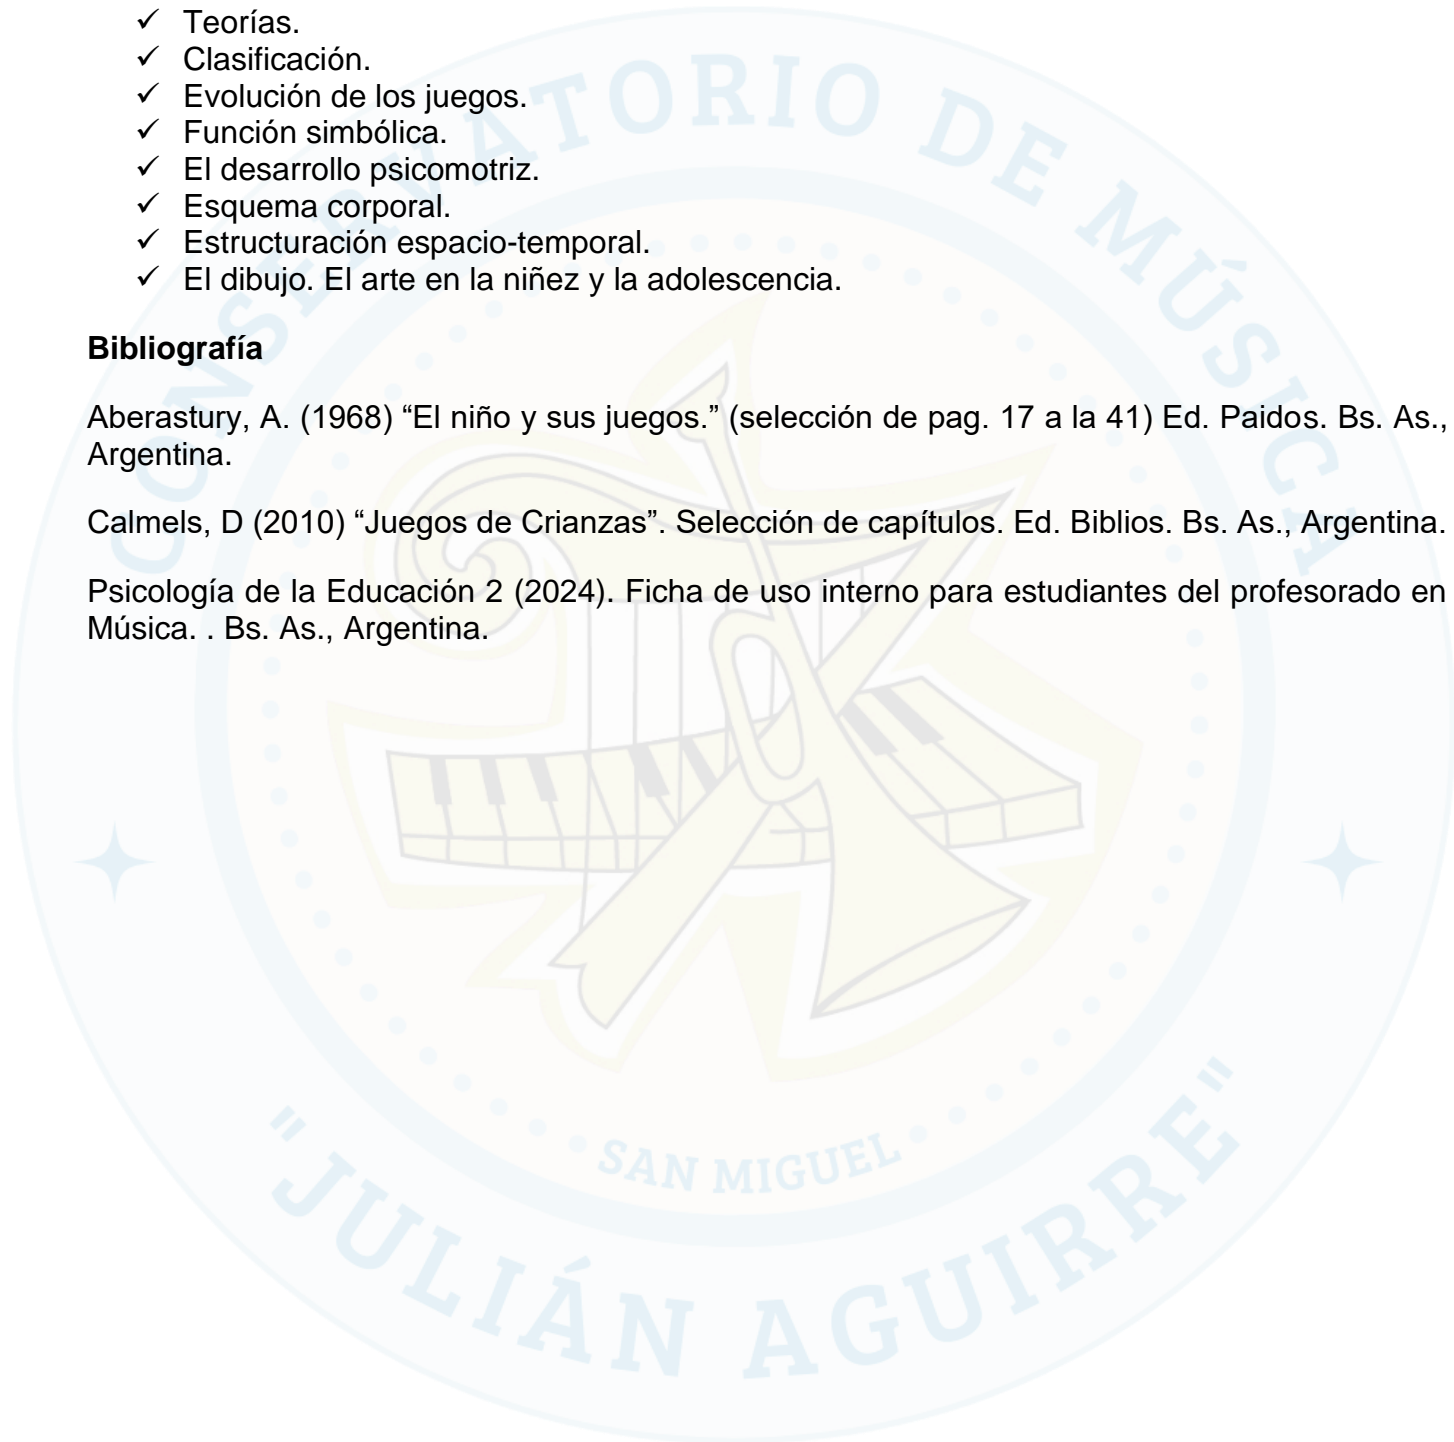 ✓ Teorías.
✓ Clasificación.
✓ Evolución de los juegos.
✓ Función simbólica.
✓ El desarrollo psicomotriz.
✓ Esquema corporal.
✓ Estructuración espacio-temporal.
✓ El dibujo. El arte en la niñez y la adolescencia.
Bibliografía
Aberastury, A. (1968) “El niño y sus juegos.” (selección de pag. 17 a la 41) Ed. Paidos. Bs. As.,
Argentina.
Calmels, D (2010) “Juegos de Crianzas”. Selección de capítulos. Ed. Biblios. Bs. As., Argentina.
Psicología de la Educación 2 (2024). Ficha de uso interno para estudiantes del profesorado en
Música. . Bs. As., Argentina.
CONSERVATORIO DE MÚSICA
SAN MIGUEL
"JULIÁN AGUIRRE"